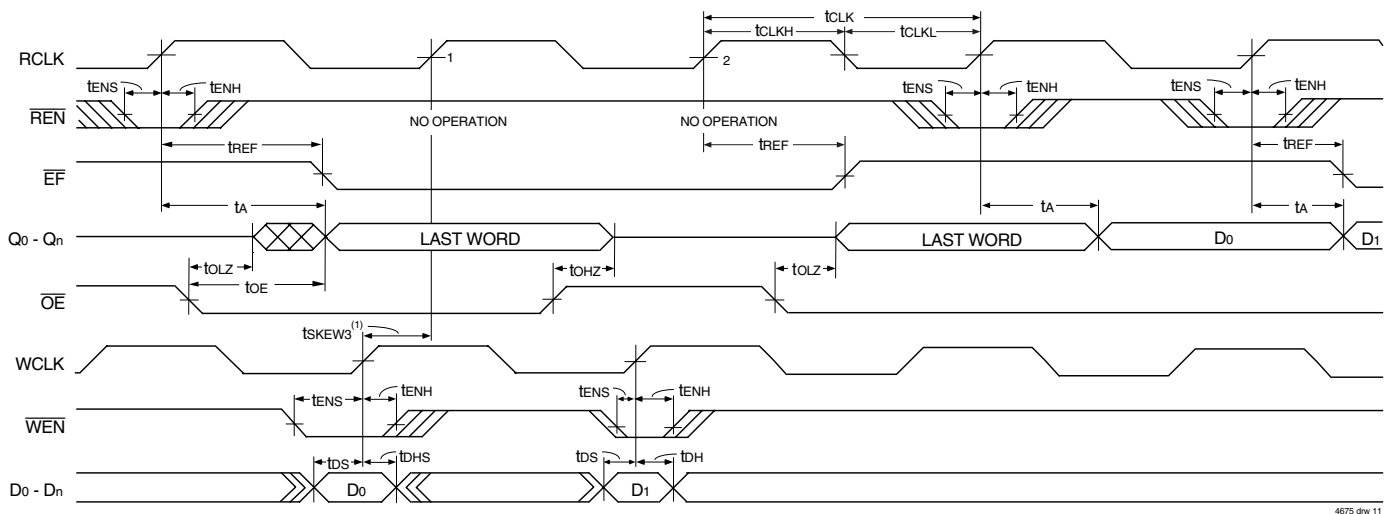 tCLK
tCLKH tCLKL
RCLK 1 2
tENS tENH tENS tENH tENS tENH
REN
NO OPERATION NO OPERATION
tREF tREF tREF
EF
tA tA tA
Q0 - Qn LAST WORD LAST WORD D0 D1
tOLZ tOHZ tOLZ
tOE
OE
tSKEW3(1)
WCLK
tENS tENH tENS tENH
WEN
tDS tDHS tDS tDH
D0 - Dn D0 D1
4675 drw 11